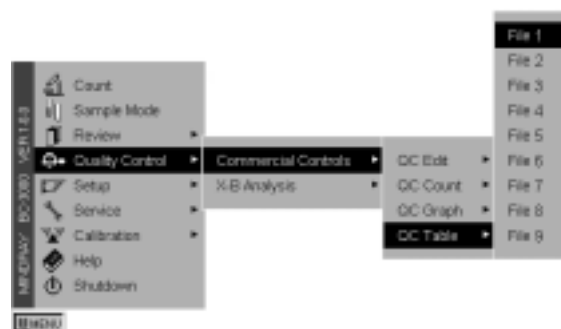 MINDRAY BC-3000 VER 1-0-0
Count
Sample Mode
Review
Quality Control
Setup
Service
Calibration
Help
Shutdown
Commercial Controls
X-B Analysis
QC Edit
QC Count
QC Graph
QC Table
File 1
File 2
File 3
File 4
File 5
File 6
File 7
File 8
File 9
MENU